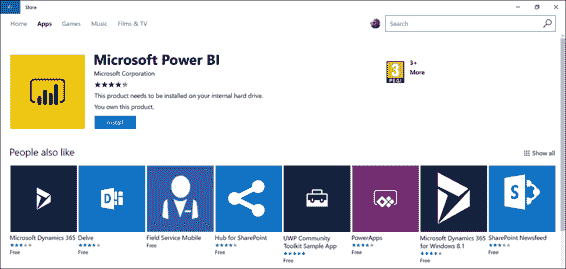 Store
Home Apps Games Music Films & TV
Search
Microsoft Power BI
Microsoft Corporation
This product needs to be installed on your internal hard drive.
You own this product.
Install
3
PEGI
3+
More
People also like
Show all
Microsoft Dynamics 365
Free
Delve
Free
Field Service Mobile
Free
Hub for SharePoint
Free
UWP Community
Toolkit Sample App
Free
PowerApps
Free
Microsoft Dynamics 365
for Windows 8.1
Free
SharePoint Newsfeed
Free